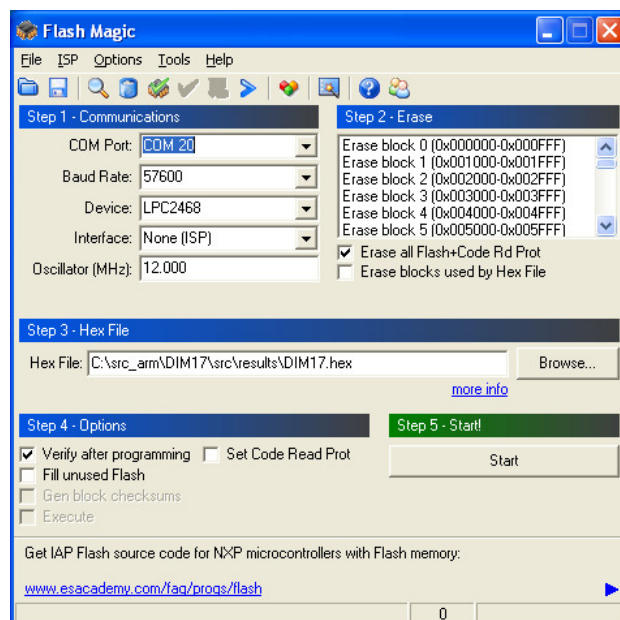 Flash Magic
File ISP Options Tools Help
Step 1 - Communications
COM Port: COM 20
Baud Rate: 57600
Device: LPC2468
Interface: None (ISP)
Oscillator (MHz): 12.000
Step 2 - Erase
Erase block 0 (0x000000-0x000FFF)
Erase block 1 (0x001000-0x001FFF)
Erase block 2 (0x002000-0x002FFF)
Erase block 3 (0x003000-0x003FFF)
Erase block 4 (0x004000-0x004FFF)
Erase block 5 (0x005000-0x005FFF)
Erase all Flash+Code Rd Prot
Erase blocks used by Hex File
Step 3 - Hex File
Hex File: C:\src_arm\DIM17\src\results\DIM17.hex Browse...
more info
Step 4 - Options
Verify after programming Set Code Read Prot
Fill unused Flash
Gen block checksums
Execute
Step 5 - Start!
Start
Get IAP Flash source code for NXP microcontrollers with Flash memory:
www.esacademy.com/faq/progs/flash
0